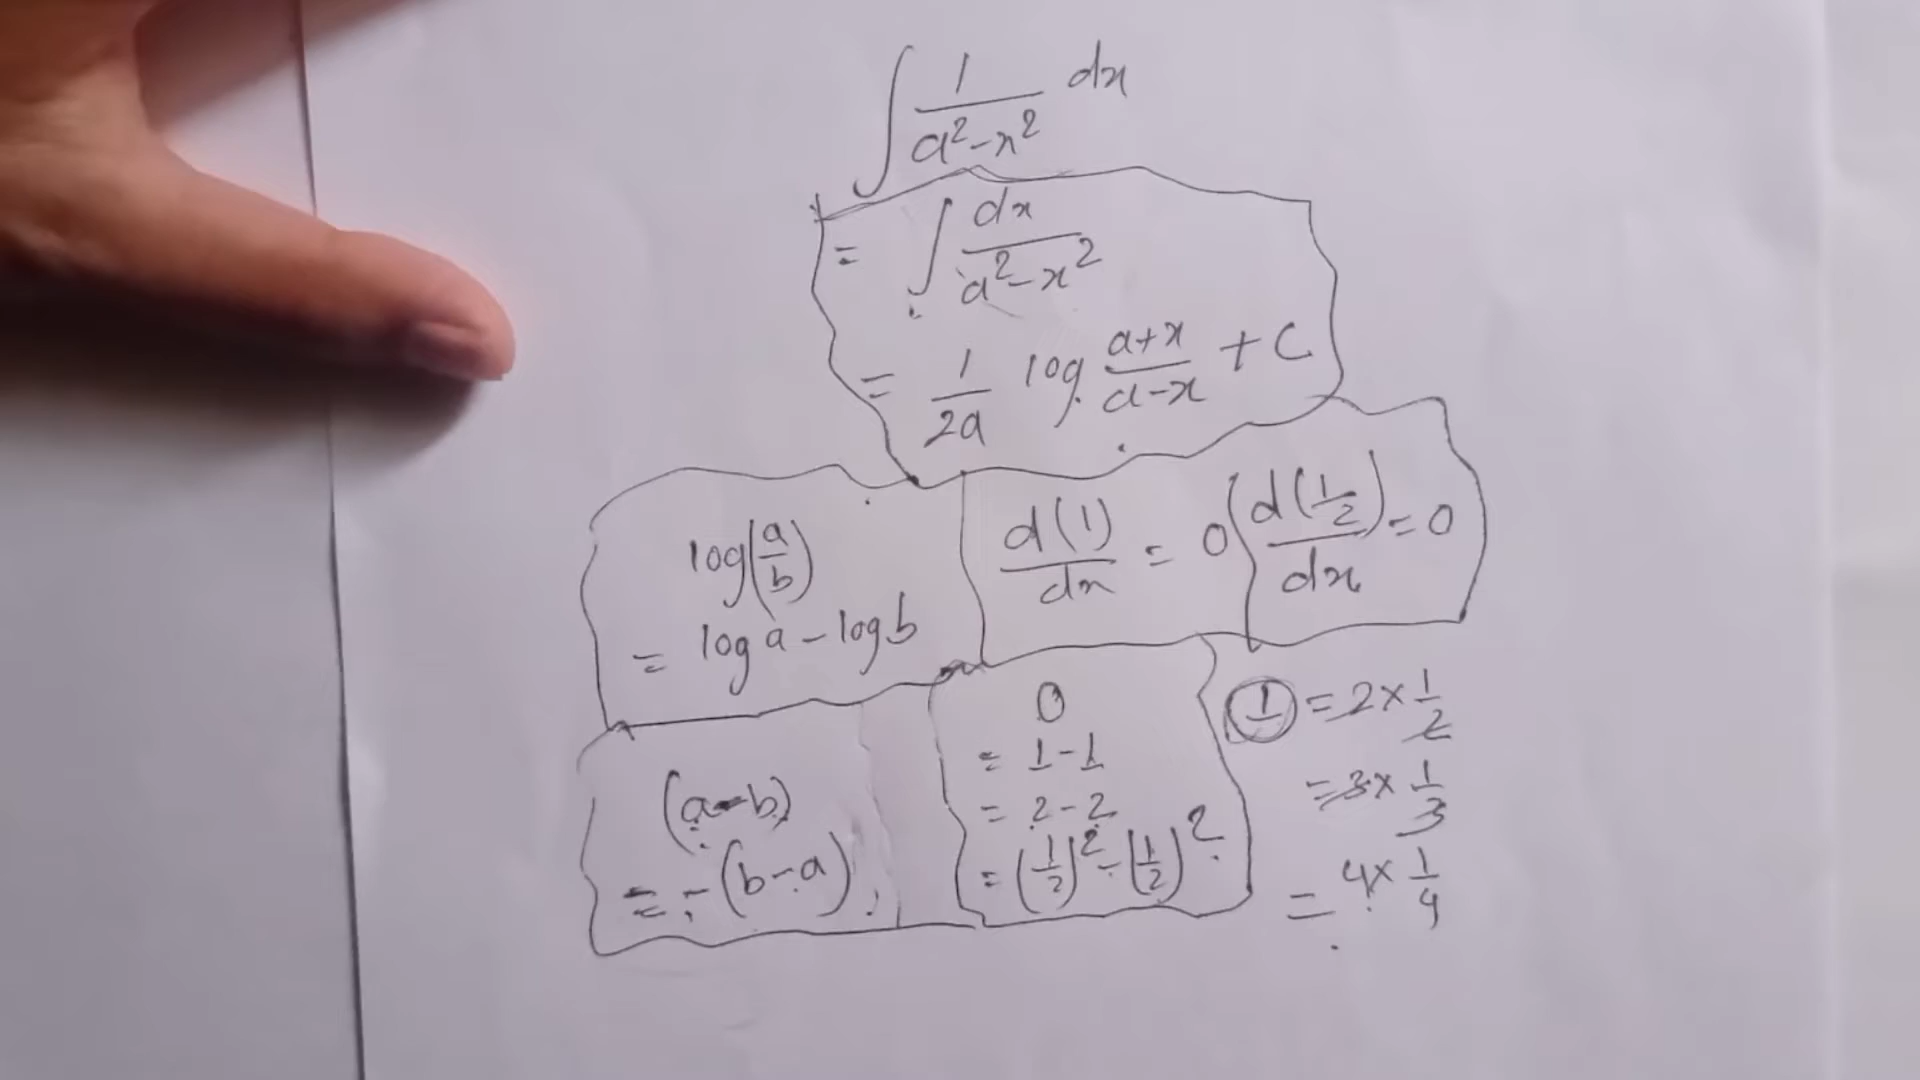 ∫ 1/(a²-x²) dx
= ∫ dx/(a²-x²)
= 1/2a log (a+x)/(a-x) + C
log(a/b)
= log a - log b
d(1)/dx = 0
d(1/2)/dx = 0
(a-b)
= -(b-a)
0
= 1-1
= 2-2
= (1/2)² - (1/2)²
1 = 2×1/2
= 3×1/3
= 4×1/4